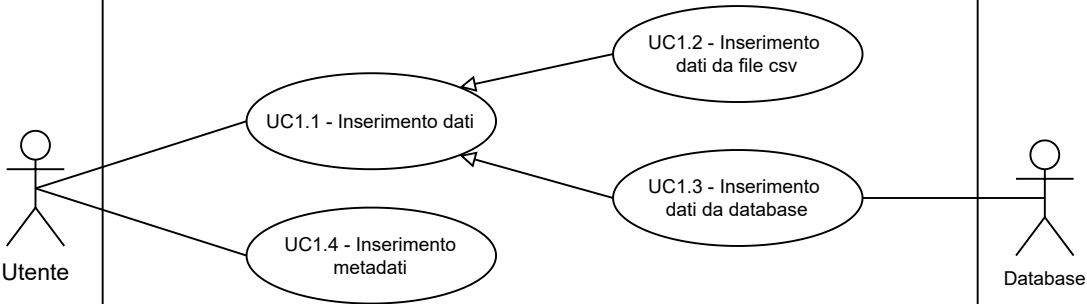 UC1.2 - Inserimento
dati da file csv
UC1.1 - Inserimento dati
UC1.3 - Inserimento
dati da database
UC1.4 - Inserimento
metadati
Utente
Database